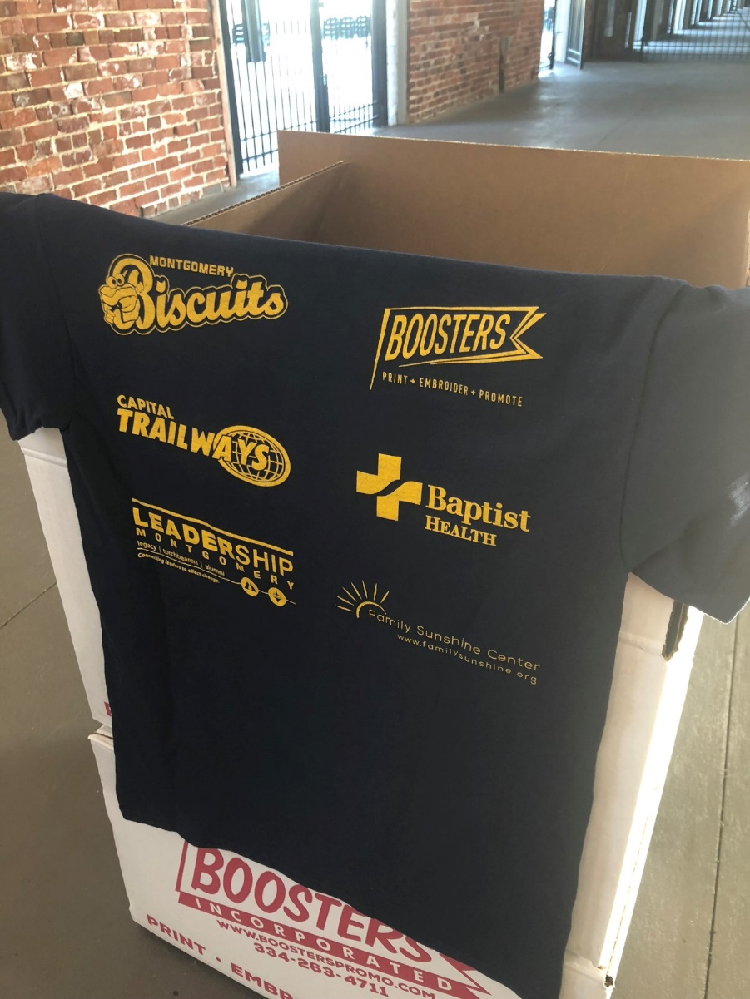 MONTGOMERY
Biscuits
BOOSTERS
PRINT + EMBROIDER + PROMOTE
CAPITAL
TRAILWAYS
Baptist
HEALTH
LEADERSHIP
MONTGOMERY
legacy | torchbearers | alumni
Connecting leaders to effect change.
Family Sunshine Center
www.familysunshine.org
BOOSTERS
INCORPORATED
WWW.BOOSTERSPROMO.COM
334-263-4711
PRINT · EMBR